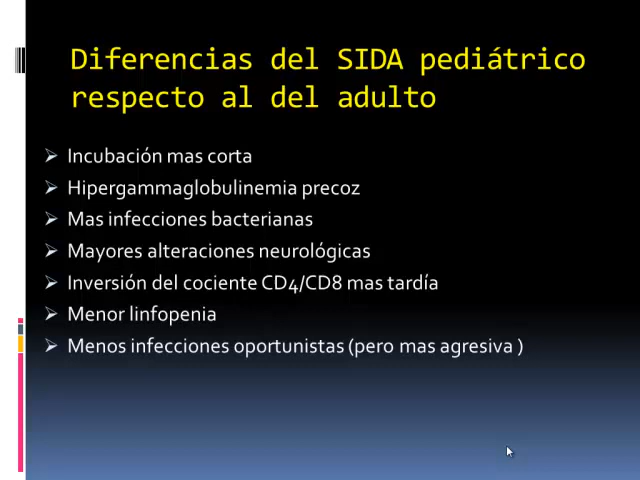 Diferencias del SIDA pediátrico
respecto al del adulto
Incubación mas corta
Hipergammaglobulinemia precoz
Mas infecciones bacterianas
Mayores alteraciones neurológicas
Inversión del cociente CD4/CD8 mas tardía
Menor linfopenia
Menos infecciones oportunistas (pero mas agresiva )